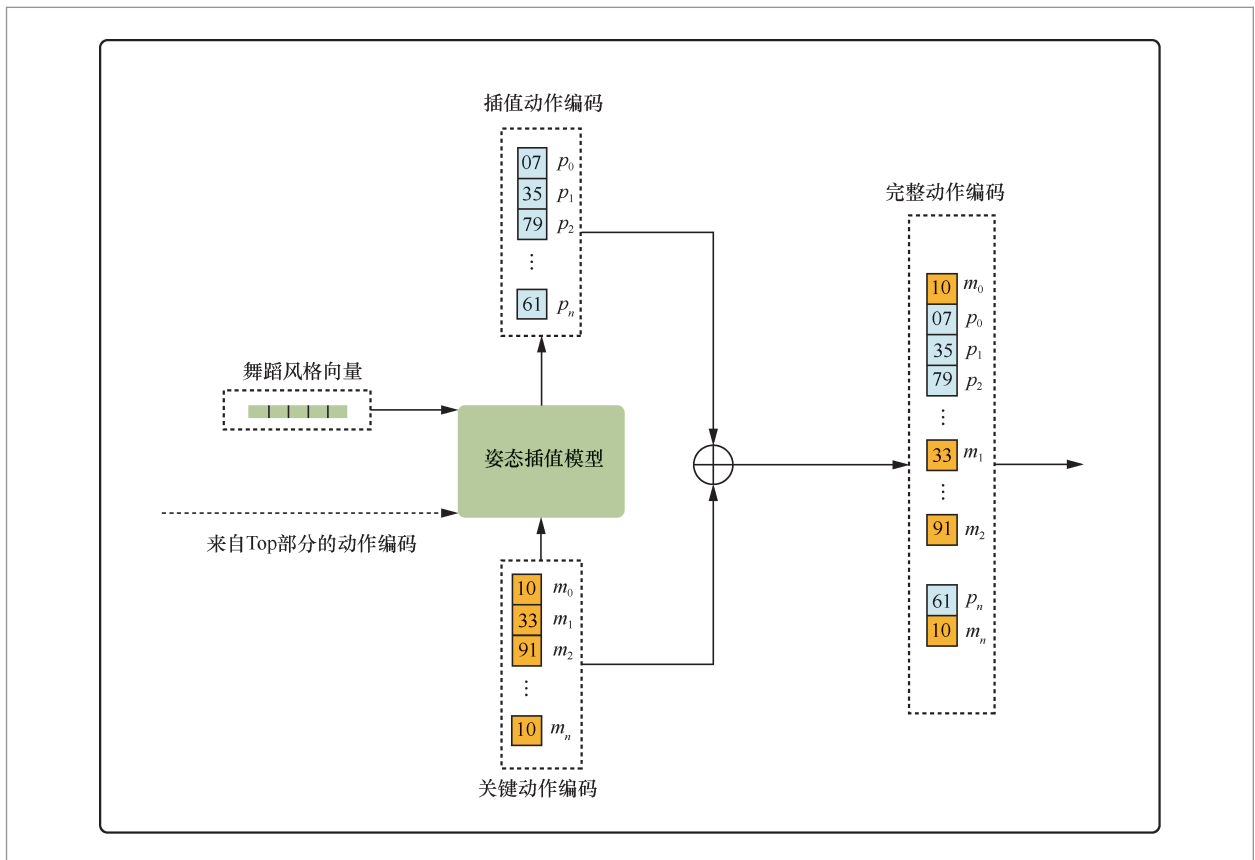 插值动作编码
07 p0
35 p1
79 p2
⋮
61 pn
完整动作编码
10 m0
07 p0
35 p1
79 p2
⋮
33 m1
⋮
91 m2
61 pn
10 mn
舞蹈风格向量
姿态插值模型
来自Top部分的动作编码
10 m0
33 m1
91 m2
⋮
10 mn
关键动作编码